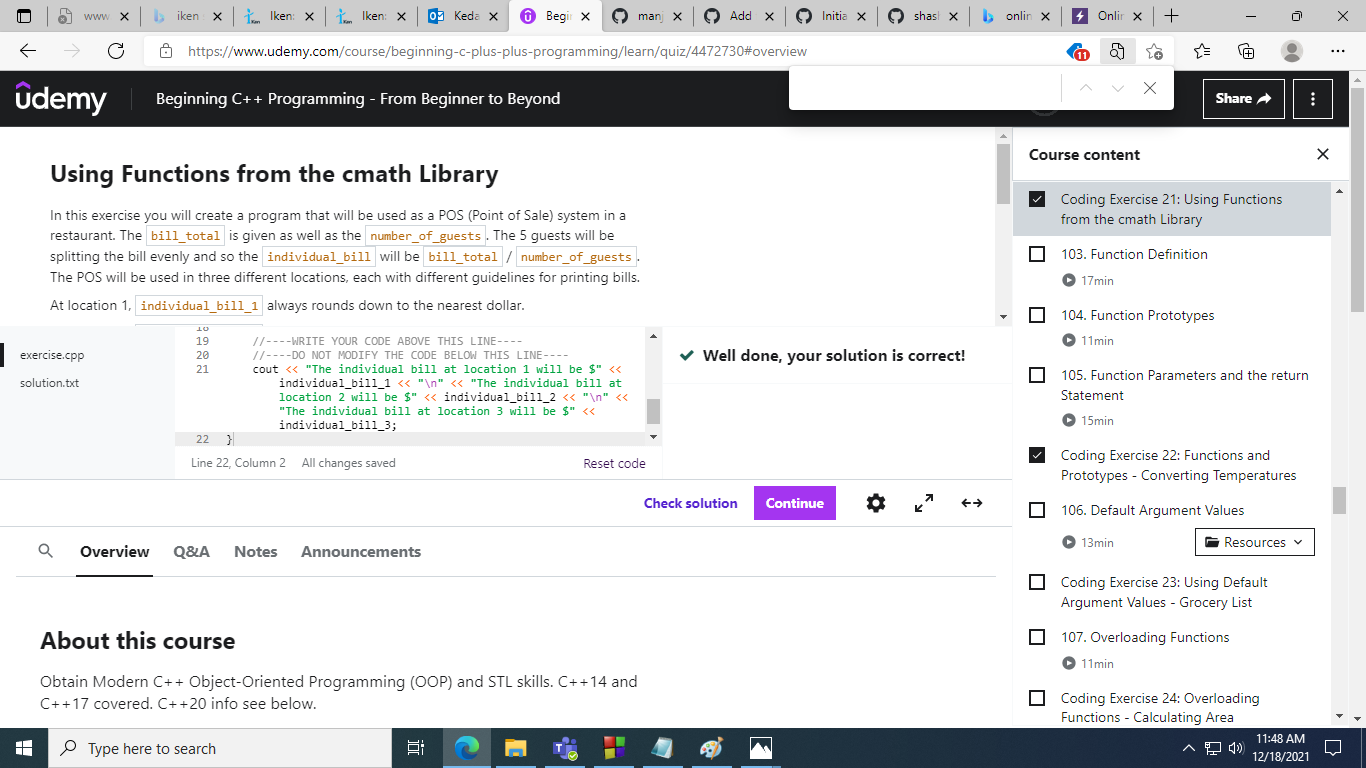 www
iken
Iken
Iken
Keda
Begin
manj
Add
Initia
shasl
onlin
Onlin
https://www.udemy.com/course/beginning-c-plus-plus-programming/learn/quiz/4472730#overview
11
udemy
Beginning C++ Programming - From Beginner to Beyond
Share
Using Functions from the cmath Library
In this exercise you will create a program that will be used as a POS (Point of Sale) system in a
restaurant. The bill_total is given as well as the number_of_guests. The 5 guests will be
splitting the bill evenly and so the individual_bill will be bill_total / number_of_guests.
The POS will be used in three different locations, each with different guidelines for printing bills.
At location 1, individual_bill_1 always rounds down to the nearest dollar.
exercise.cpp
solution.txt
18
19 //----WRITE YOUR CODE ABOVE THIS LINE----
20 //----DO NOT MODIFY THE CODE BELOW THIS LINE----
21 cout << "The individual bill at location 1 will be $" <<
individual_bill_1 << "\n" << "The individual bill at
location 2 will be $" << individual_bill_2 << "\n" <<
"The individual bill at location 3 will be $" <<
individual_bill_3;
22 }
Line 22, Column 2 All changes saved
Reset code
Well done, your solution is correct!
Check solution
Continue
Overview
Q&A
Notes
Announcements
About this course
Obtain Modern C++ Object-Oriented Programming (OOP) and STL skills. C++14 and
C++17 covered. C++20 info see below.
Course content
Coding Exercise 21: Using Functions
from the cmath Library
103. Function Definition
17min
104. Function Prototypes
11min
105. Function Parameters and the return
Statement
15min
Coding Exercise 22: Functions and
Prototypes - Converting Temperatures
106. Default Argument Values
13min
Resources
Coding Exercise 23: Using Default
Argument Values - Grocery List
107. Overloading Functions
11min
Coding Exercise 24: Overloading
Functions - Calculating Area
Type here to search
11:48 AM
12/18/2021